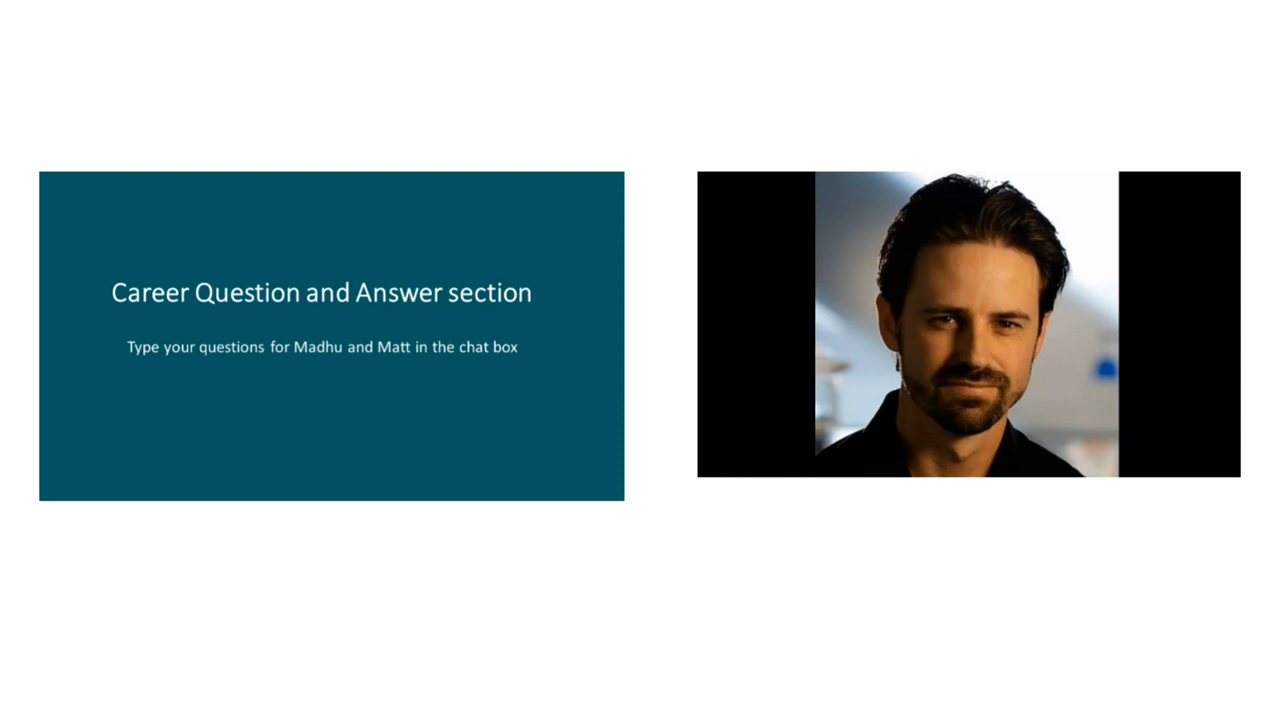 Career Question and Answer section
Type your questions for Madhu and Matt in the chat box